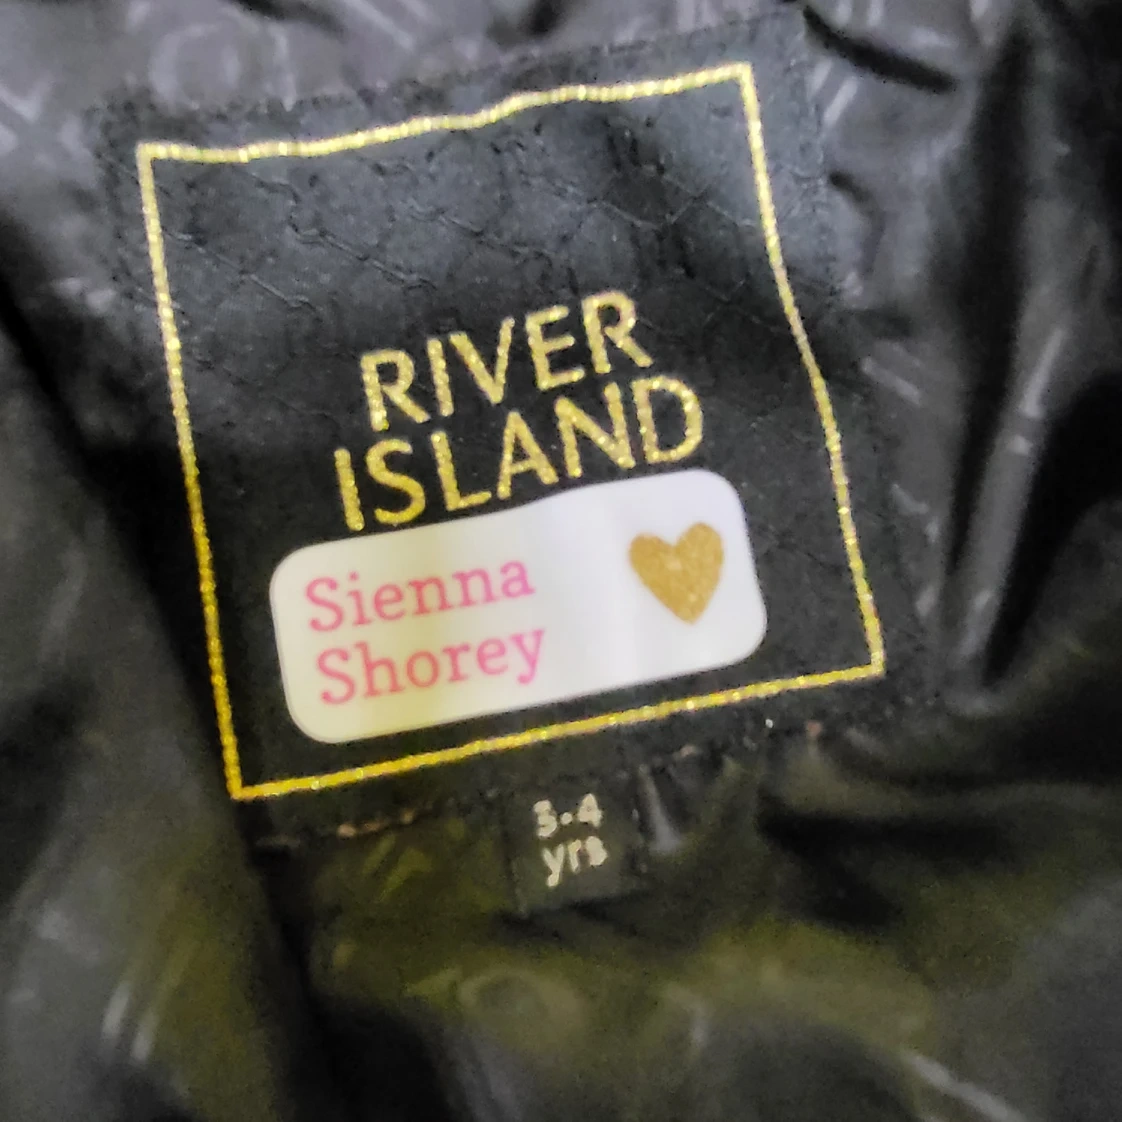 RIVER
ISLAND
Sienna
Shorey
3-4
yrs